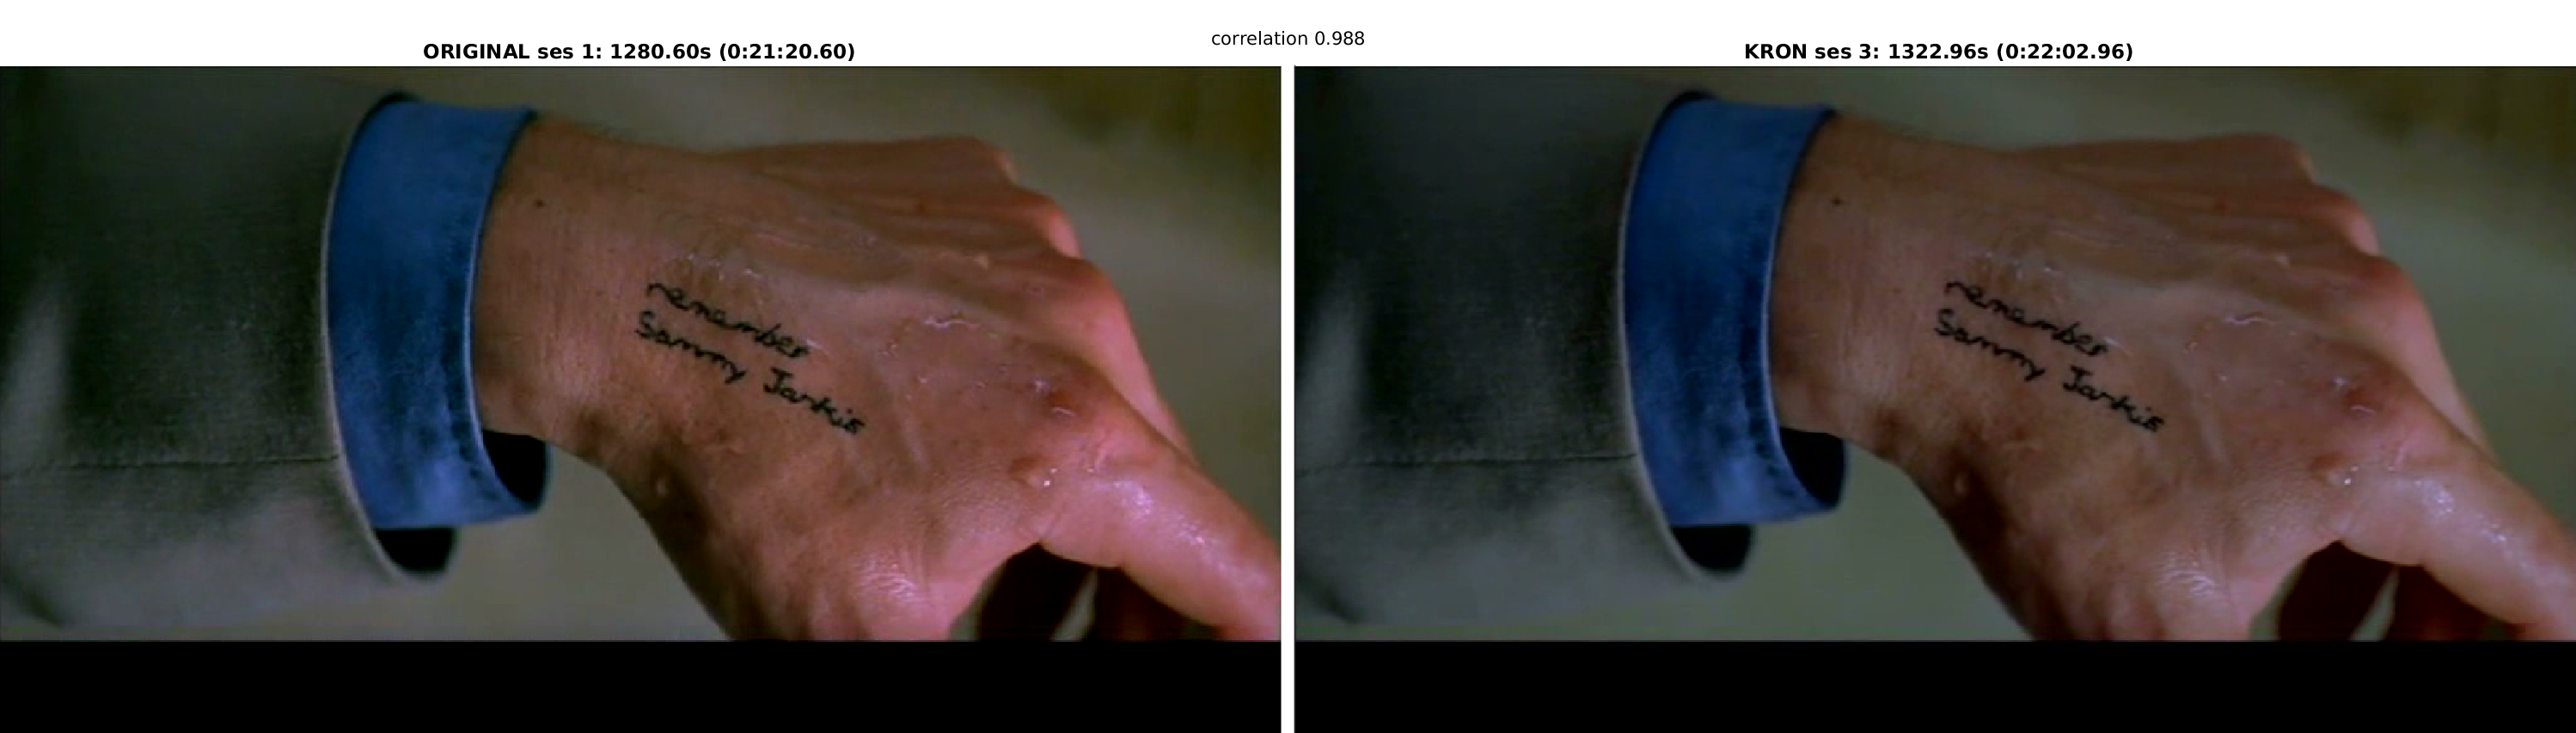 correlation 0.988
ORIGINAL ses 1: 1280.60s (0:21:20.60)
KRON ses 3: 1322.96s (0:22:02.96)
remember
Sammy Jankis
remember
Sammy Jankis